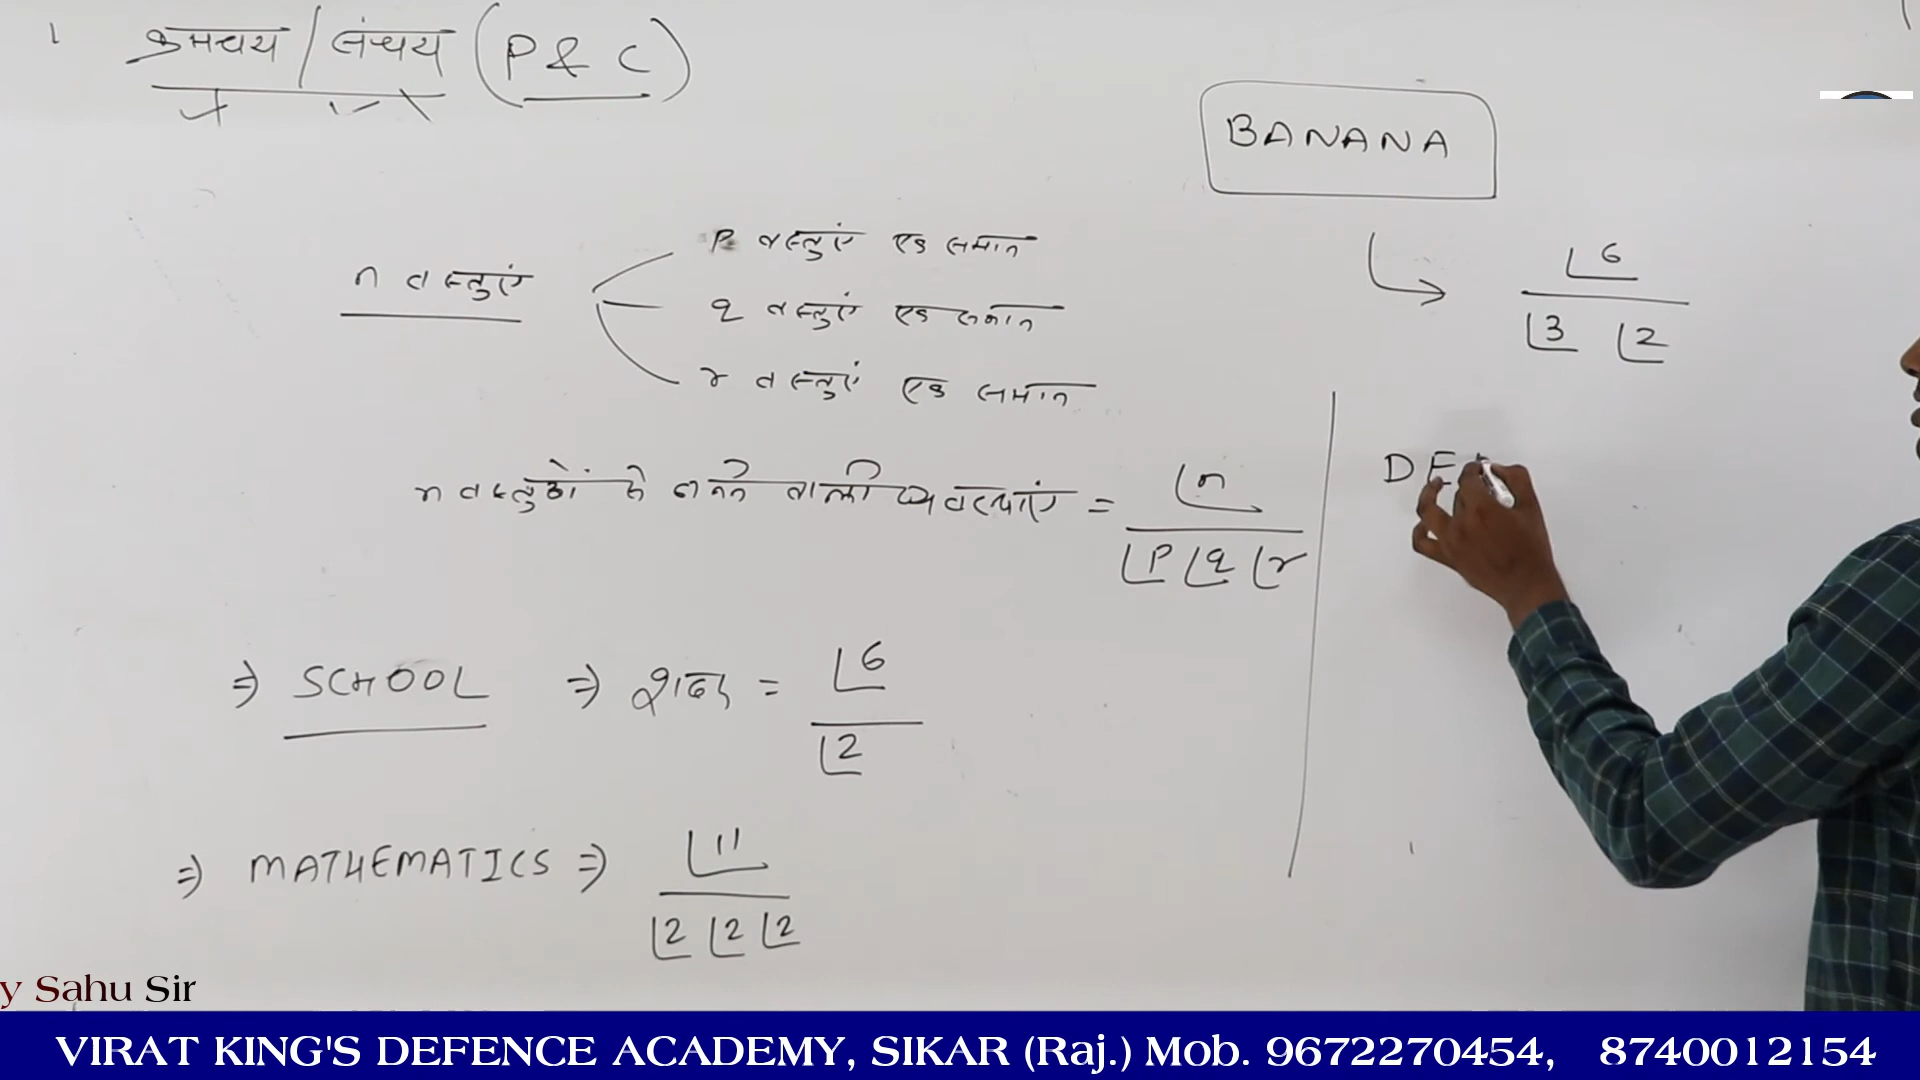 क्रमचय / संचय (P & C)
BANANA
n वस्तुएं
P वस्तुएं एक समान
q वस्तुएं एक समान
r वस्तुएं एक समान
⌊6
⌊3 ⌊2
n वस्तुओं से बनने वाली व्यवस्थाएं = ⌊n
⌊P ⌊q ⌊r
DE
⇒ SCHOOL ⇒ शब्द = ⌊6
⌊2
⇒ MATHEMATICS ⇒ ⌊11
⌊2 ⌊2 ⌊2
y Sahu Sir
VIRAT KING'S DEFENCE ACADEMY, SIKAR (Raj.) Mob. 9672270454, 8740012154